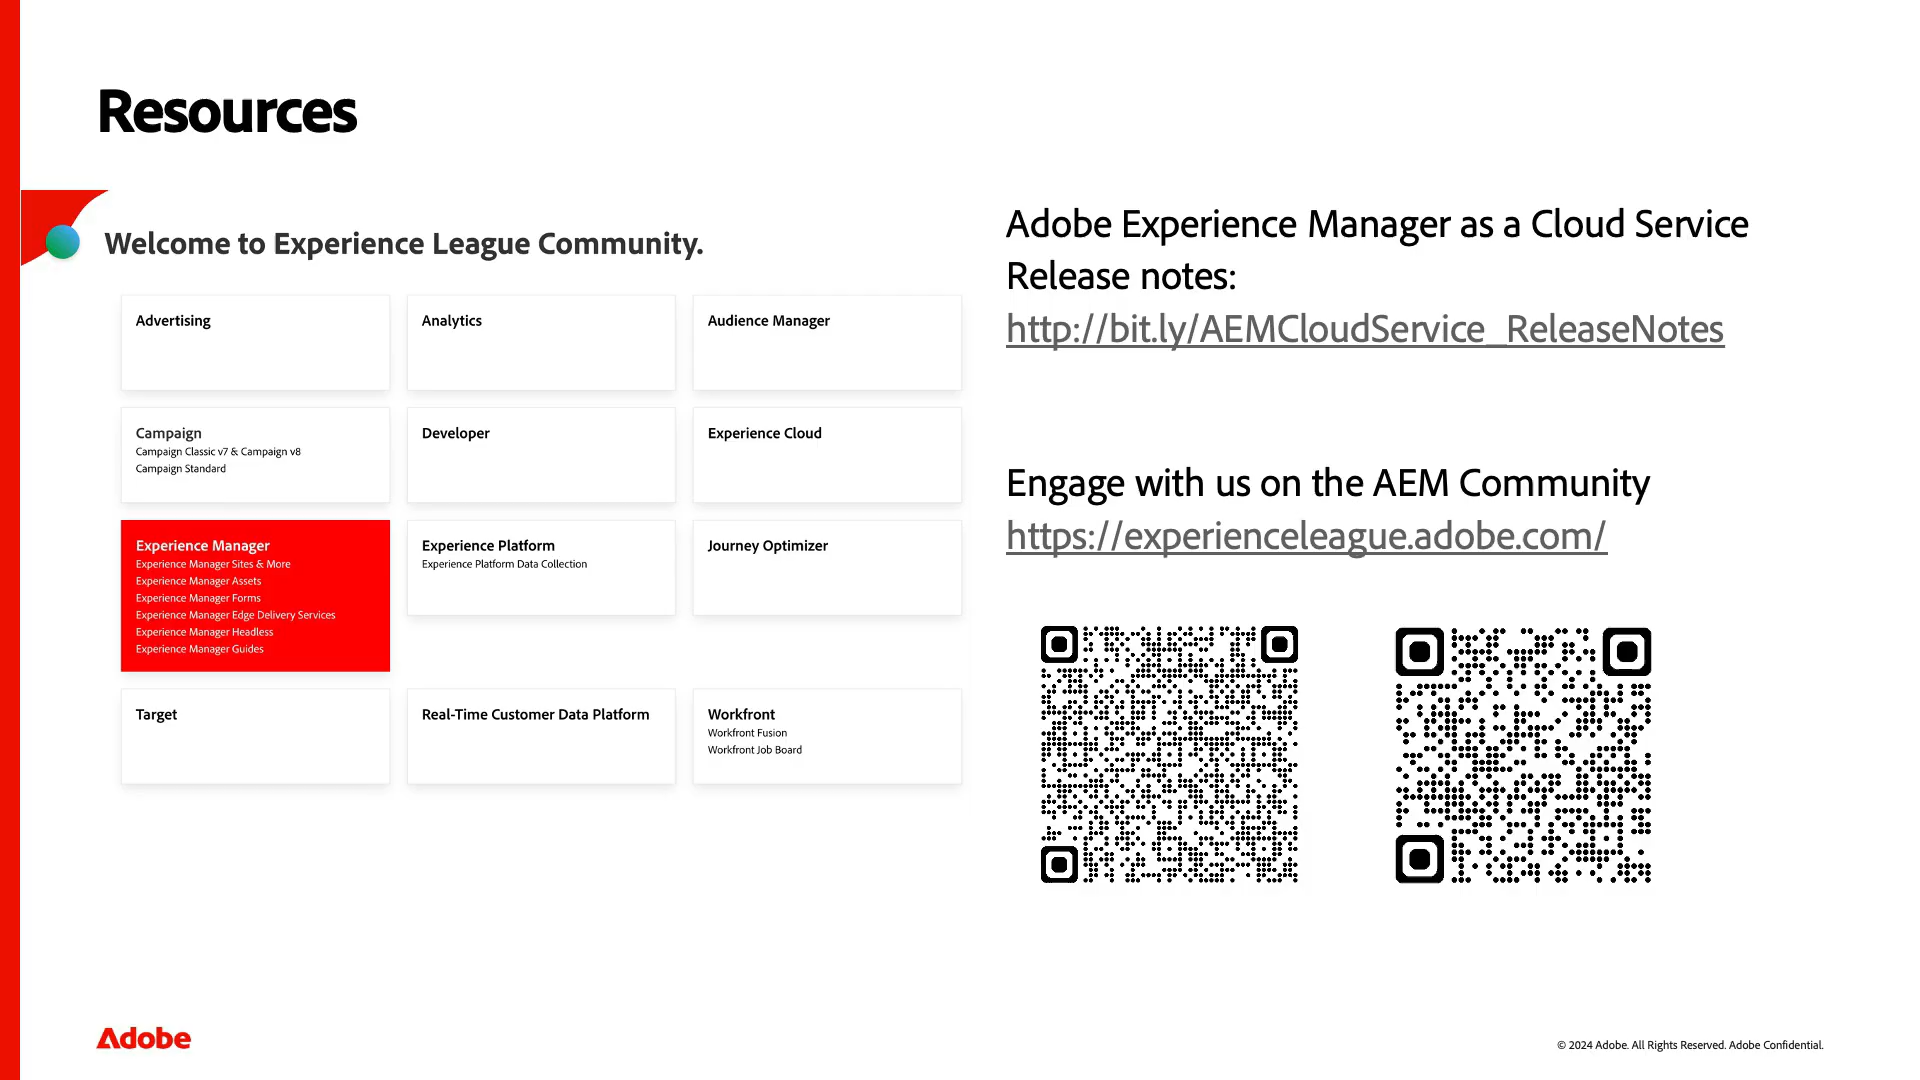 Resources
Welcome to Experience League Community.
Advertising
Analytics
Audience Manager
Campaign
Campaign Classic v7 & Campaign v8
Campaign Standard
Developer
Experience Cloud
Experience Manager
Experience Manager Sites & More
Experience Manager Assets
Experience Manager Forms
Experience Manager Edge Delivery Services
Experience Manager Headless
Experience Manager Guides
Experience Platform
Experience Platform Data Collection
Journey Optimizer
Target
Real-Time Customer Data Platform
Workfront
Workfront Fusion
Workfront Job Board
Adobe Experience Manager as a Cloud Service
Release notes:
http://bit.ly/AEMCloudService_ReleaseNotes
Engage with us on the AEM Community
https://experienceleague.adobe.com/
Adobe
© 2024 Adobe. All Rights Reserved. Adobe Confidential.